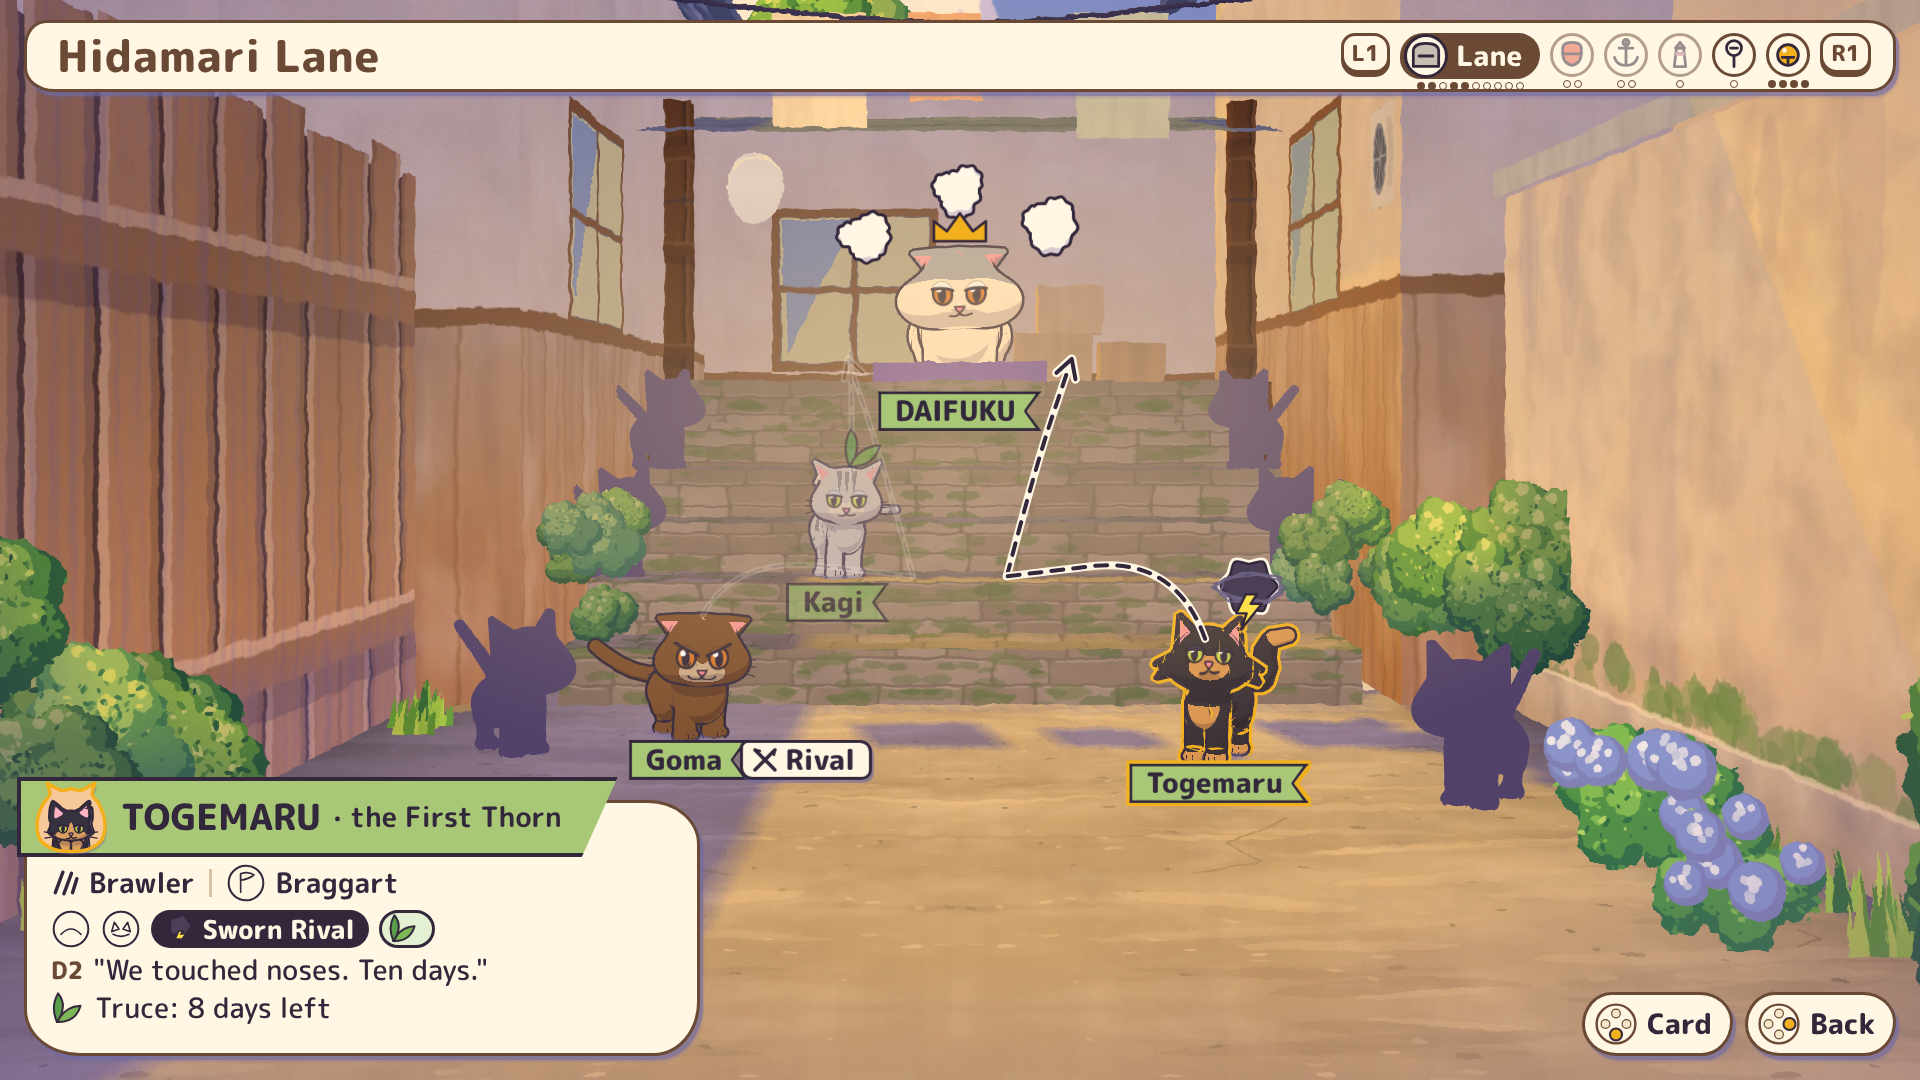 Hidamari Lane
L1
Lane
R1
DAIFUKU
Kagi
Goma
Rival
Togemaru
TOGEMARU · the First Thorn
Brawler
Braggart
Sworn Rival
D2 "We touched noses. Ten days."
Truce: 8 days left
Card
Back